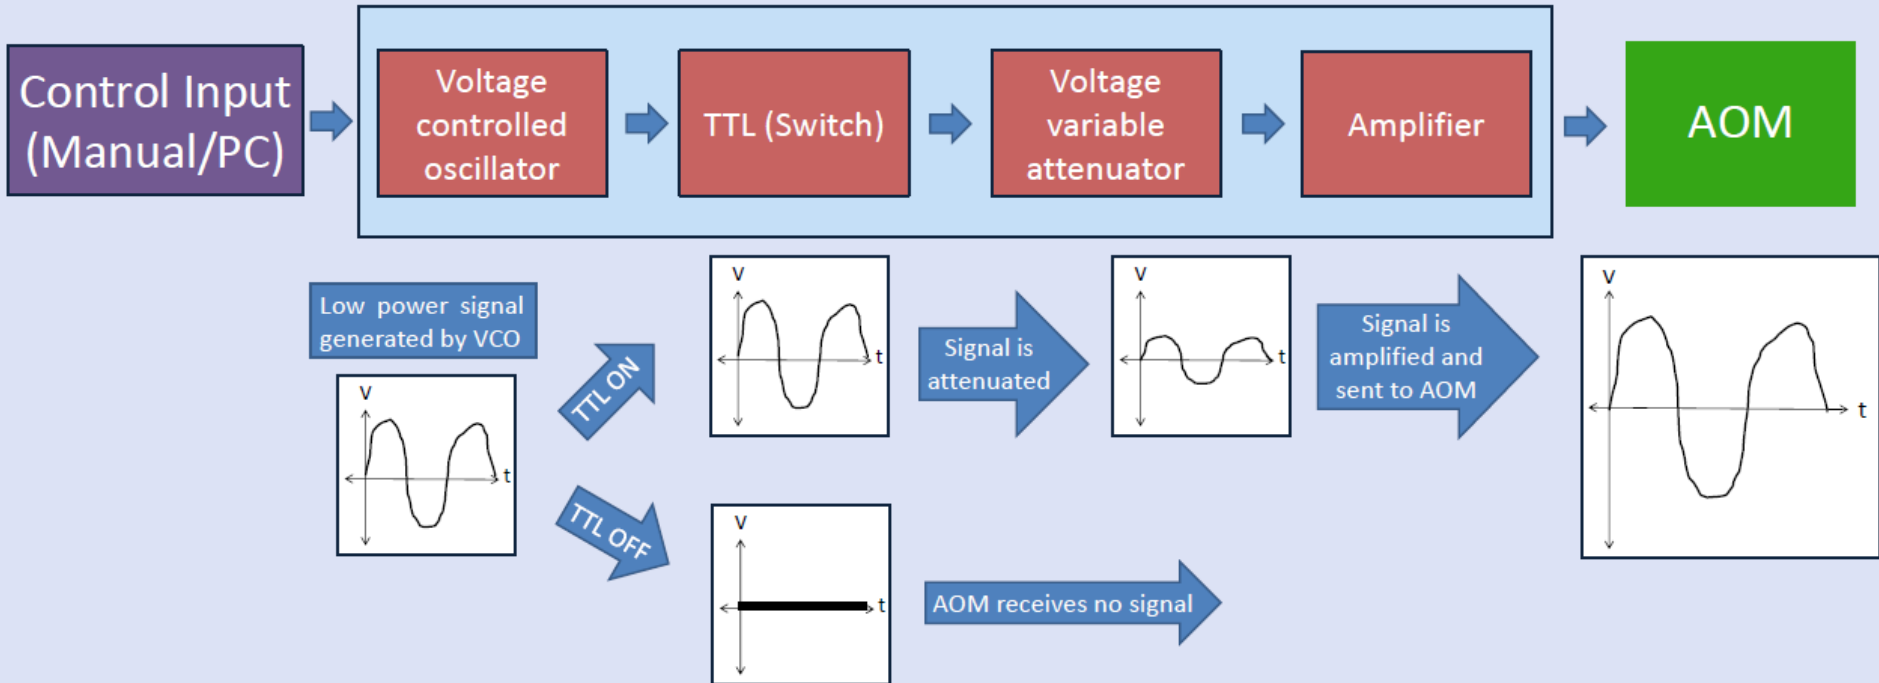 Control Input
(Manual/PC)
Voltage
controlled
oscillator
TTL (Switch)
Voltage
variable
attenuator
Amplifier
AOM
Low power signal
generated by VCO
V
t
TTL ON
TTL OFF
V
t
Signal is
attenuated
V
t
Signal is
amplified and
sent to AOM
V
t
V
t
AOM receives no signal